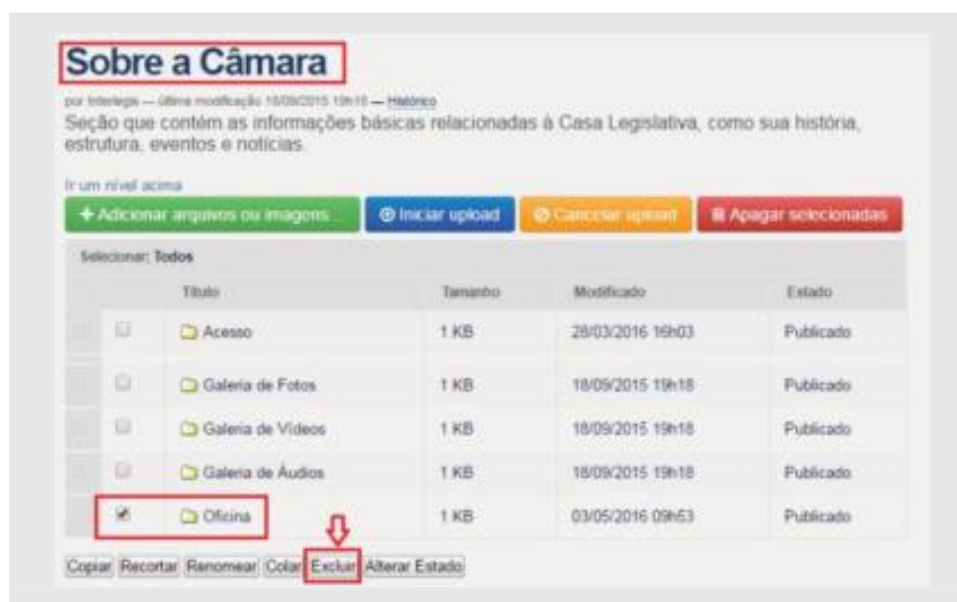 Sobre a Câmara
por Interlegis — última modificação 18/09/2015 19h18 — Histórico
Seção que contém as informações básicas relacionadas à Casa Legislativa, como sua história,
estrutura, eventos e notícias.
Ir um nível acima
+ Adicionar arquivos ou imagens... Iniciar upload Cancelar upload Apagar selecionadas
Selecionar: Todos
Título Tamanho Modificado Estado
Acesso 1 KB 28/03/2016 16h03 Publicado
Galeria de Fotos 1 KB 18/09/2015 19h18 Publicado
Galeria de Vídeos 1 KB 18/09/2015 19h18 Publicado
Galeria de Áudios 1 KB 18/09/2015 19h18 Publicado
Oficina 1 KB 03/05/2016 09h53 Publicado
Copiar Recortar Renomear Colar Excluir Alterar Estado